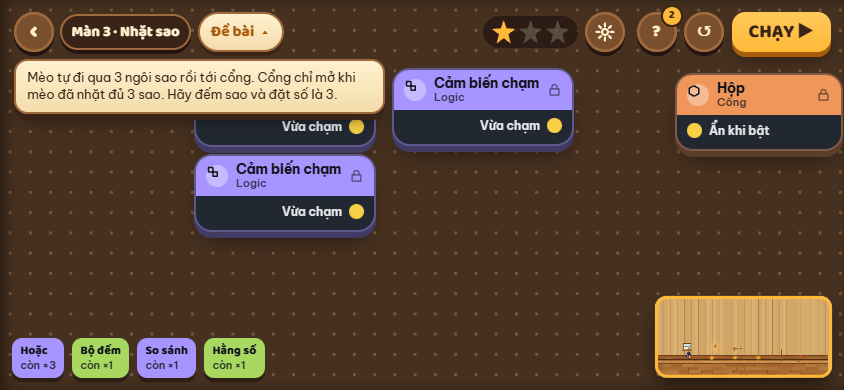 Màn 3 · Nhặt sao
Đề bài
2
?
CHẠY
Mèo tự đi qua 3 ngôi sao rồi tới cổng. Cổng chỉ mở khi
mèo đã nhặt đủ 3 sao. Hãy đếm sao và đặt số là 3.
Vừa chạm
Cảm biến chạm
Logic
Vừa chạm
Hộp
Cổng
Ẩn khi bật
Cảm biến chạm
Logic
Vừa chạm
Hoặc
còn ×3
Bộ đếm
còn ×1
So sánh
còn ×1
Hằng số
còn ×1